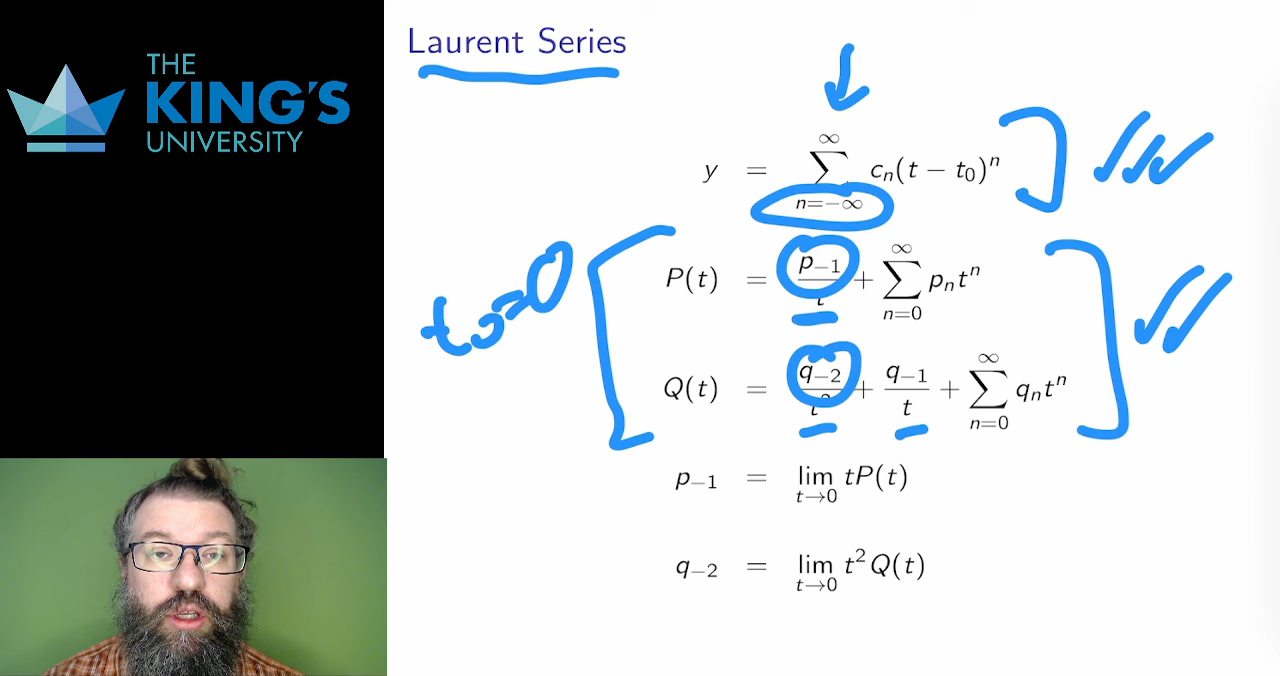 THE
KING'S
UNIVERSITY
Laurent Series
y = ∑_{n=−∞}^{∞} c_n(t − t_0)^n
t_0=0
P(t) = p_{−1}/t + ∑_{n=0}^{∞} p_n t^n
Q(t) = q_{−2}/t^2 + q_{−1}/t + ∑_{n=0}^{∞} q_n t^n
p_{−1} = lim_{t→0} tP(t)
q_{−2} = lim_{t→0} t^2 Q(t)